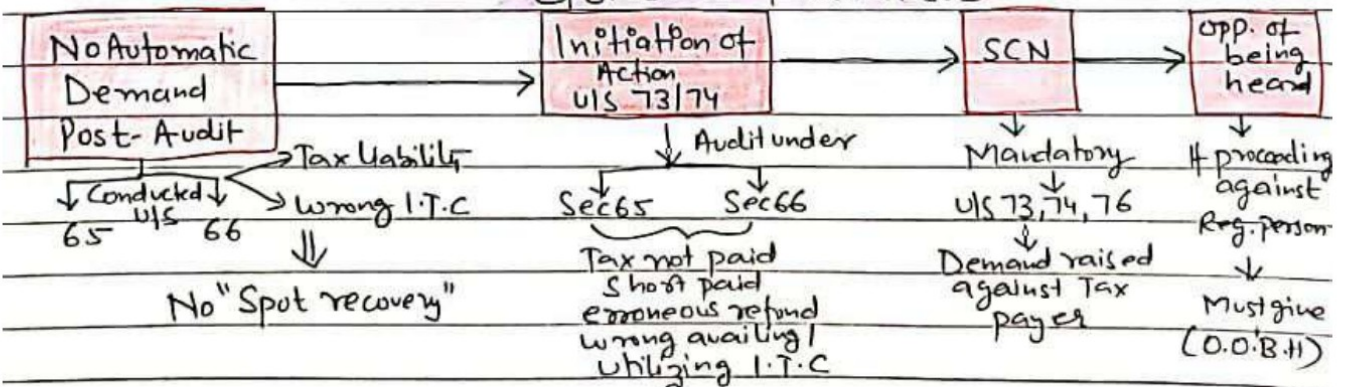 No Automatic
Demand
Post-Audit
Tax liability
Wrong I.T.C
Conducted
U/S
65
66
No "Spot recovery"
Initiation of
Action
U/S 73/74
Audit under
Sec65
Sec66
Tax not paid
Short paid
erroneous refund
wrong availing/
utilizing I.T.C
SCN
Mandatory
U/S 73,74,76
Demand raised
against Tax
payer
opp. of
being
heard
If proceeding
against
Reg. person
Must give
(O.O.B.H)